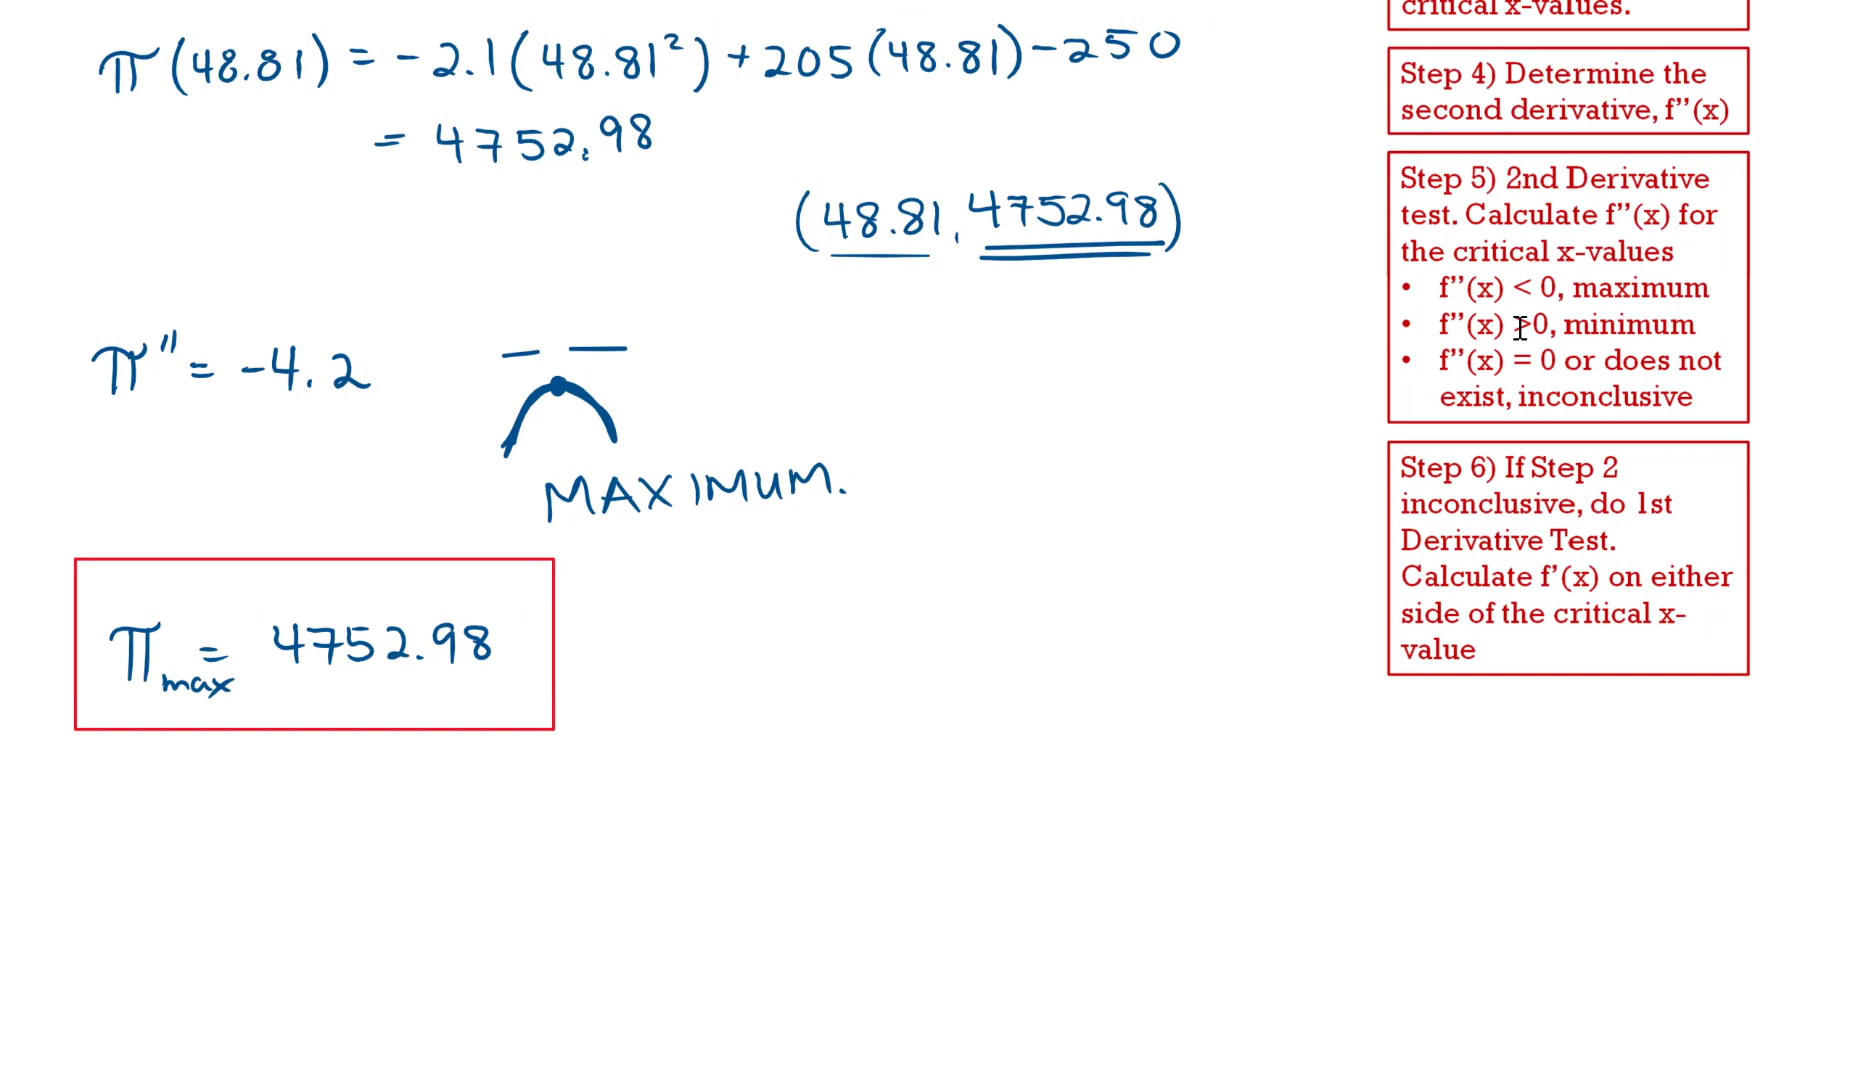 π(48.81) = -2.1(48.81²) + 205(48.81) - 250
= 4752.98
(48.81, 4752.98)
π'' = -4.2
MAXIMUM.
π max = 4752.98
critical x-values.
Step 4) Determine the
second derivative, f’’(x)
Step 5) 2nd Derivative
test. Calculate f’’(x) for
the critical x-values
• f’’(x) < 0, maximum
• f’’(x) >0, minimum
• f’’(x) = 0 or does not
exist, inconclusive
Step 6) If Step 2
inconclusive, do 1st
Derivative Test.
Calculate f’(x) on either
side of the critical x-
value